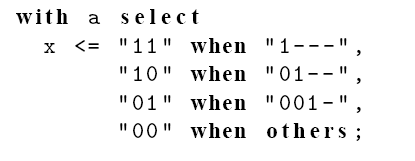 with a select
x <= "11" when "1---",
"10" when "01--",
"01" when "001-",
"00" when others;